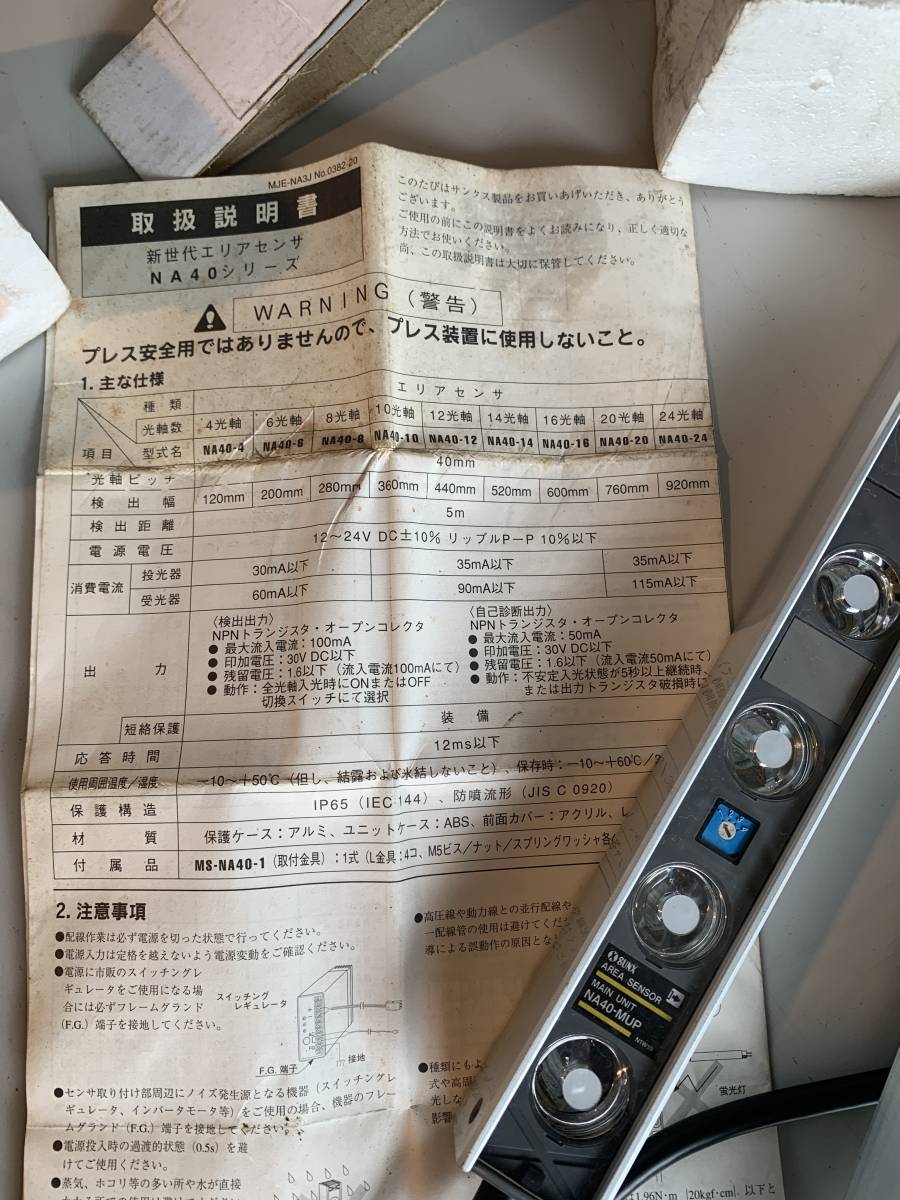 MJE-NA3J No.0382-20
取扱説明書
新世代エリアセンサ
NA40シリーズ
このたびはサンクス製品をお買いあげいただき、ありがとう
ございます。
ご使用の前にこの説明書をよくお読みになり、正しく適切な
方法でお使いください。
尚、この取扱説明書は大切に保管してください。
WARNING(警告)
プレス安全用ではありませんので、プレス装置に使用しないこと。
1. 主な仕様
種類 エリアセンサ
光軸数 4光軸 6光軸 8光軸 10光軸 12光軸 14光軸 16光軸 20光軸 24光軸
項目 型式名 NA40-4 NA40-6 NA40-8 NA40-10 NA40-12 NA40-14 NA40-16 NA40-20 NA40-24
光軸ピッチ 40mm
検出幅 120mm 200mm 280mm 360mm 440mm 520mm 600mm 760mm 920mm
検出距離 5m
電源電圧 12〜24V DC±10% リップルP-P 10%以下
消費電流 投光器 30mA以下 35mA以下 35mA以下
受光器 60mA以下 90mA以下 115mA以下
出力
〈検出出力〉
NPNトランジスタ・オープンコレクタ
● 最大流入電流:100mA
● 印加電圧:30V DC以下
● 残留電圧:1.6以下(流入電流100mAにて)
● 動作:全光軸入光時にONまたはOFF
切換スイッチにて選択
〈自己診断出力〉
NPNトランジスタ・オープンコレクタ
● 最大流入電流:50mA
● 印加電圧:30V DC以下
● 残留電圧:1.6以下(流入電流50mAにて)
● 動作:不安定入光状態が5秒以上継続時、
または出力トランジスタ破損時に
短絡保護 装備
応答時間 12ms以下
使用周囲温度/湿度 -10〜+50℃(但し、結露および氷結しないこと)、保存時:-10〜+60℃/
保護構造 IP65(IEC144)、防噴流形(JIS C 0920)
材質 保護ケース:アルミ、ユニットケース:ABS、前面カバー:アクリル、
付属品 MS-NA40-1(取付金具):1式(L金具:4コ、M5ビス/ナット/スプリングワッシャ各
2. 注意事項
●配線作業は必ず電源を切った状態で行ってください。
●電源入力は定格を越えないよう電源変動をご確認ください。
●電源に市販のスイッチングレ
ギュレータをご使用になる場
合には必ずフレームグランド
(F.G.)端子を接地してください。
スイッチング
レギュレータ
F.G. 端子
接地
●センサ取り付け部周辺にノイズ発生源となる機器(スイッチングレ
ギュレータ、インバータモータ等)をご使用の場合、機器のフレー
ムグランド(F.G.)端子を接地してください。
●電源投入時の過渡的状態(0.5s)を避
けてご使用ください。
●蒸気、ホコリ等の多い所や水が直接
●高圧線や動力線との並行配線や
一配線管の使用は避けてくだ
導による誤動作の原因とな
●種類にもよ
式や高周
光しな
影響
蛍光灯
1.96N·m 20kgf·cm 以下と
SUNX
AREA SENSOR
MAIN UNIT
NA40-MUP